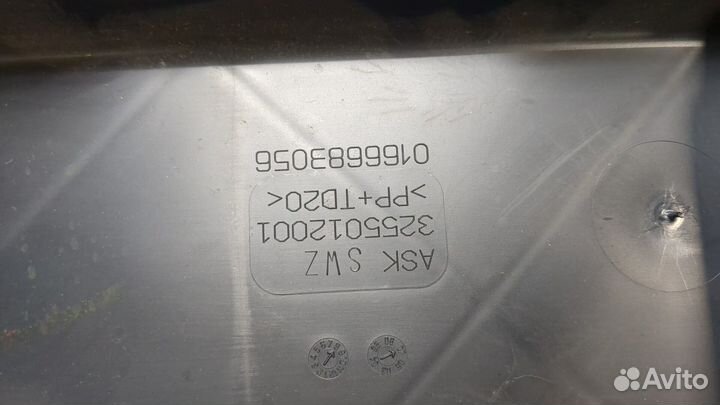 ASK SWZ
3255012001
>PP+TD20<
0166683056
Avito